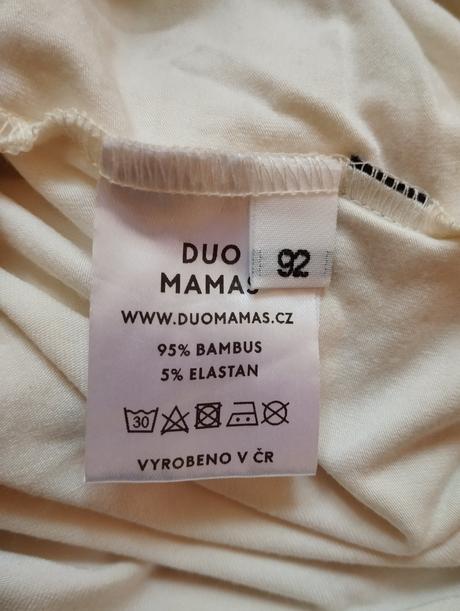 DUO
MAMAS
92
WWW.DUOMAMAS.CZ
95% BAMBUS
5% ELASTAN
30
VYROBENO V ČR